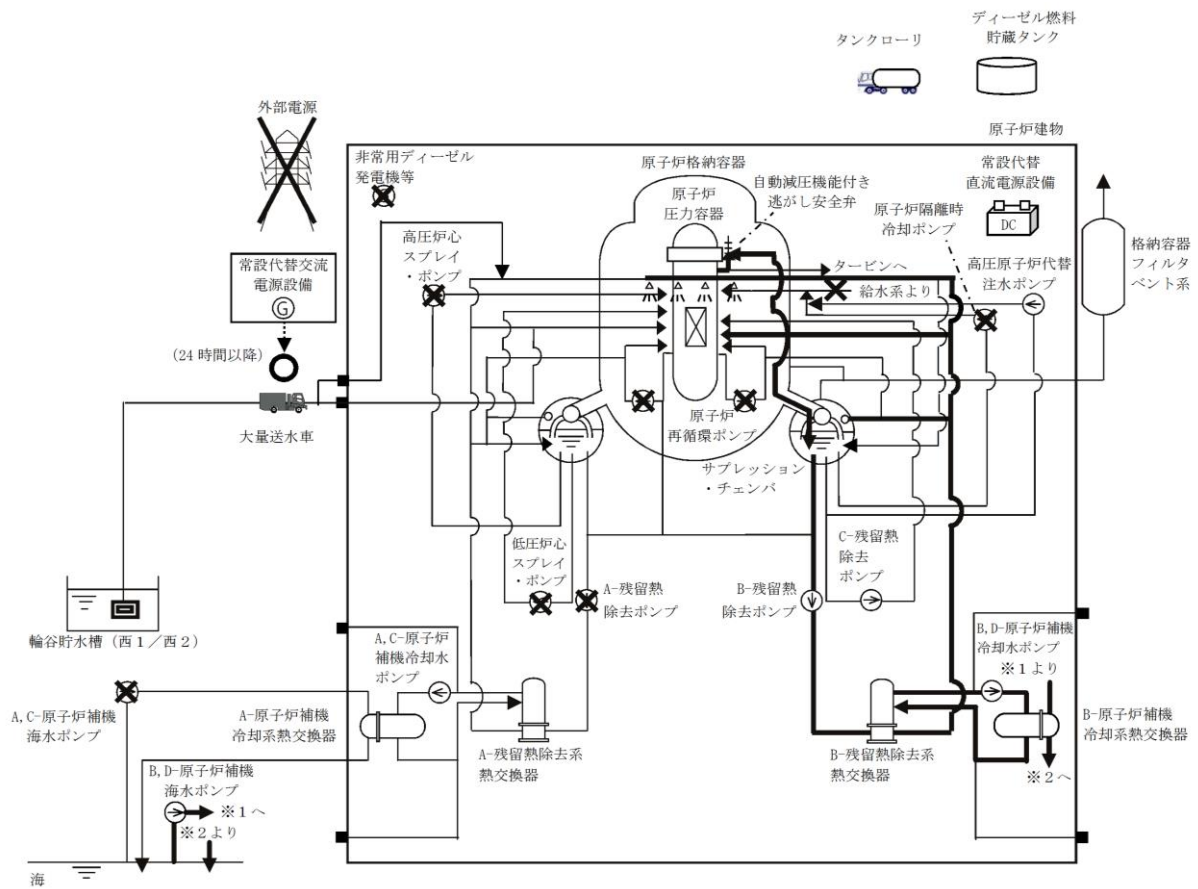 タンクローリ
ディーゼル燃料
貯蔵タンク
外部電源
原子炉建物
非常用ディーゼル
発電機等
原子炉格納容器
常設代替
直流電源設備
原子炉
圧力容器
自動減圧機能付き
逃がし安全弁
原子炉隔離時
冷却ポンプ
DC
高圧炉心
スプレイ
・ポンプ
常設代替交流
電源設備
G
タービンへ
高圧原子炉代替
注水ポンプ
格納容器
フィルタ
ベント系
給水系より
(24 時間以降)
大量送水車
原子炉
再循環ポンプ
サプレッション
・チェンバ
低圧炉心
スプレイ
・ポンプ
A-残留熱
除去ポンプ
B-残留熱
除去ポンプ
C-残留熱
除去
ポンプ
輪谷貯水槽（西1／西2）
A,C-原子炉
補機冷却水
ポンプ
B,D-原子炉補機
冷却水ポンプ
※1より
A,C-原子炉補機
海水ポンプ
A-原子炉補機
冷却系熱交換器
A-残留熱除去系
熱交換器
B-残留熱除去系
熱交換器
B-原子炉補機
冷却系熱交換器
※2へ
B,D-原子炉補機
海水ポンプ
※1へ
※2より
海